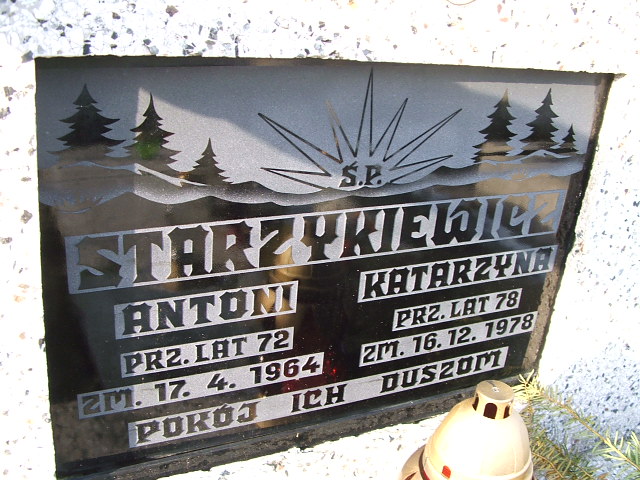 Ś.P.
STARZYKIEWICZ
ANTONI
PRZ. LAT 72
ZM. 17. 4. 1964
KATARZYNA
PRZ. LAT 78
ZM. 16. 12. 1978
POKÓJ ICH DUSZOM